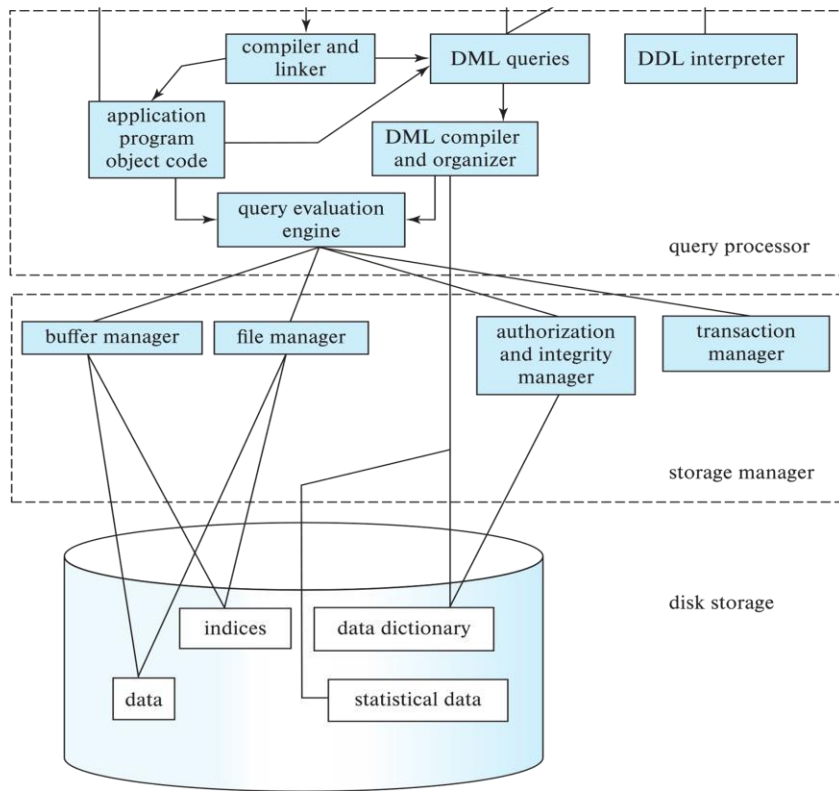 compiler and
linker
DML queries
DDL interpreter
application
program
object code
DML compiler
and organizer
query evaluation
engine
query processor
buffer manager
file manager
authorization
and integrity
manager
transaction
manager
storage manager
disk storage
indices
data dictionary
data
statistical data